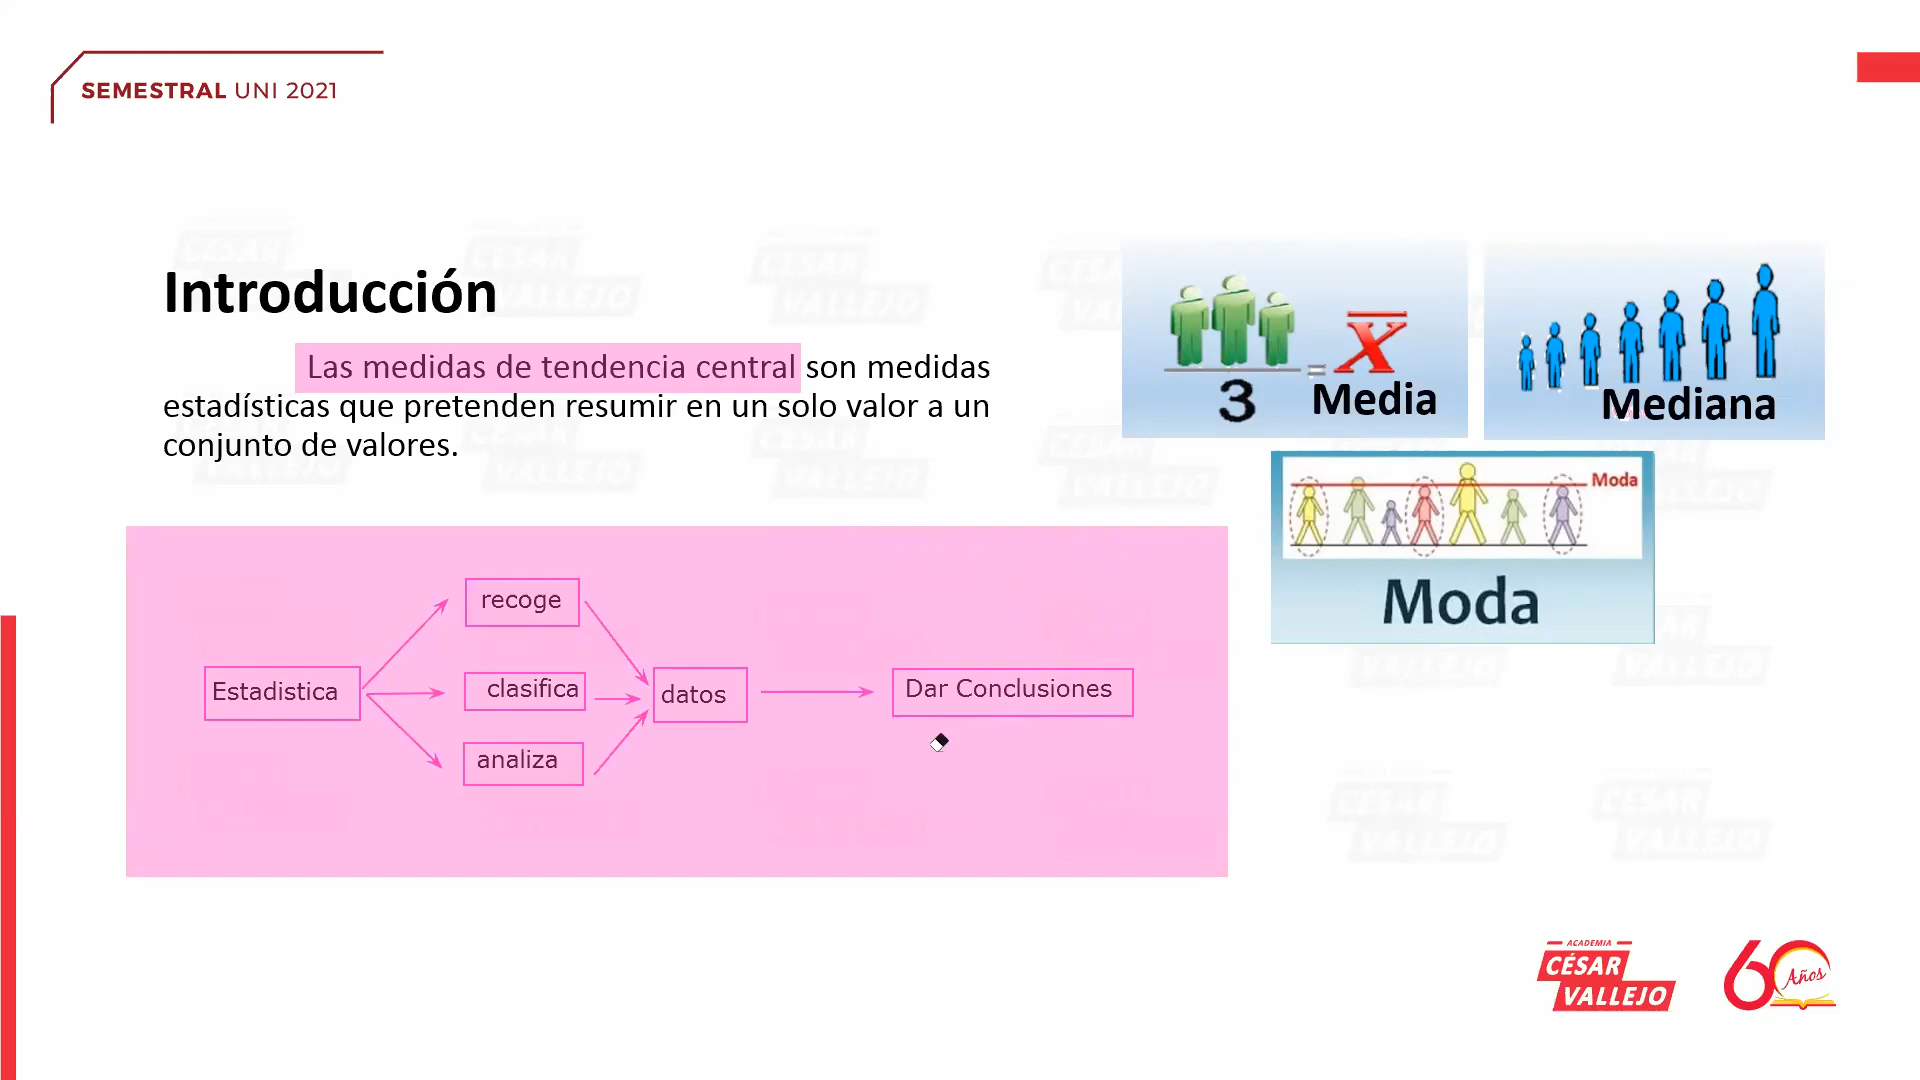 SEMESTRAL UNI 2021
Introducción
Las medidas de tendencia central son medidas
estadísticas que pretenden resumir en un solo valor a un
conjunto de valores.
X
3
=
Media
Mediana
Moda
Moda
recoge
Estadistica
clasifica
datos
Dar Conclusiones
analiza
ACADEMIA
CÉSAR
VALLEJO
60 Años
CESAR
VALLEJO